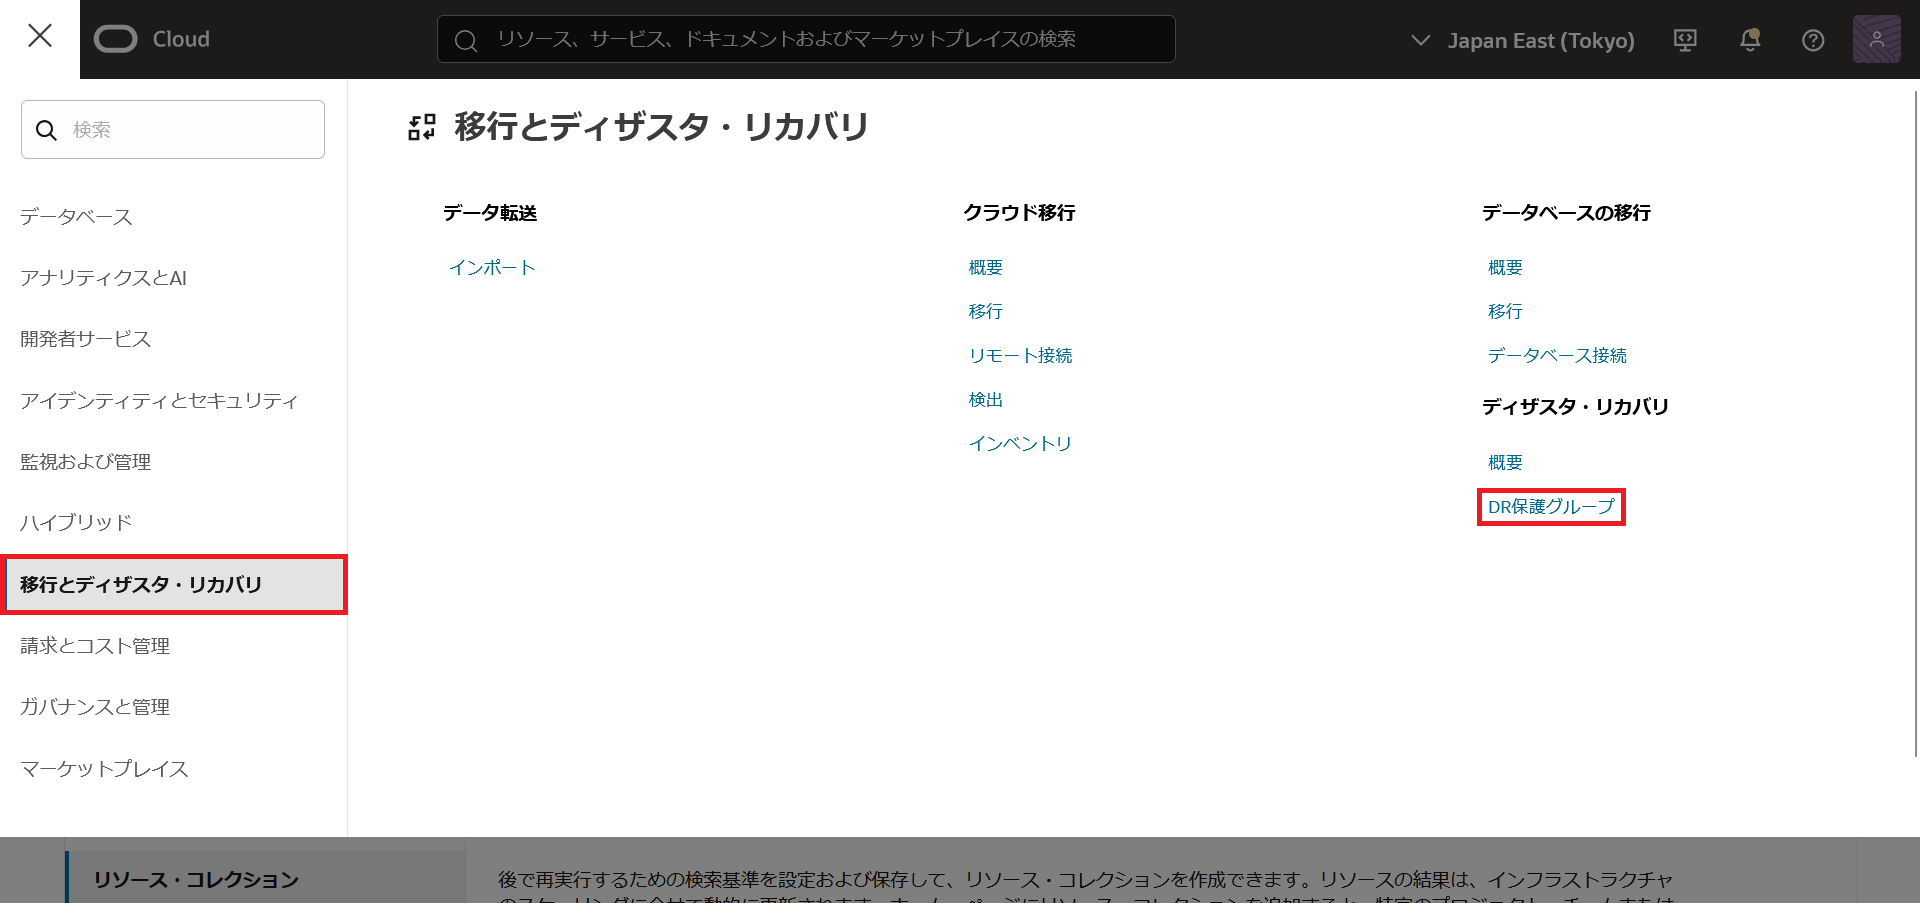 Cloud
リソース、サービス、ドキュメントおよびマーケットプレイスの検索
Japan East (Tokyo)
検索
データベース
アナリティクスとAI
開発者サービス
アイデンティティとセキュリティ
監視および管理
ハイブリッド
移行とディザスタ・リカバリ
請求とコスト管理
ガバナンスと管理
マーケットプレイス
移行とディザスタ・リカバリ
データ転送
インポート
クラウド移行
概要
移行
リモート接続
検出
インベントリ
データベースの移行
概要
移行
データベース接続
ディザスタ・リカバリ
概要
DR保護グループ
リソース・コレクション
後で再実行するための検索基準を設定および保存して、リソース・コレクションを作成できます。リソースの結果は、インフラストラクチャ